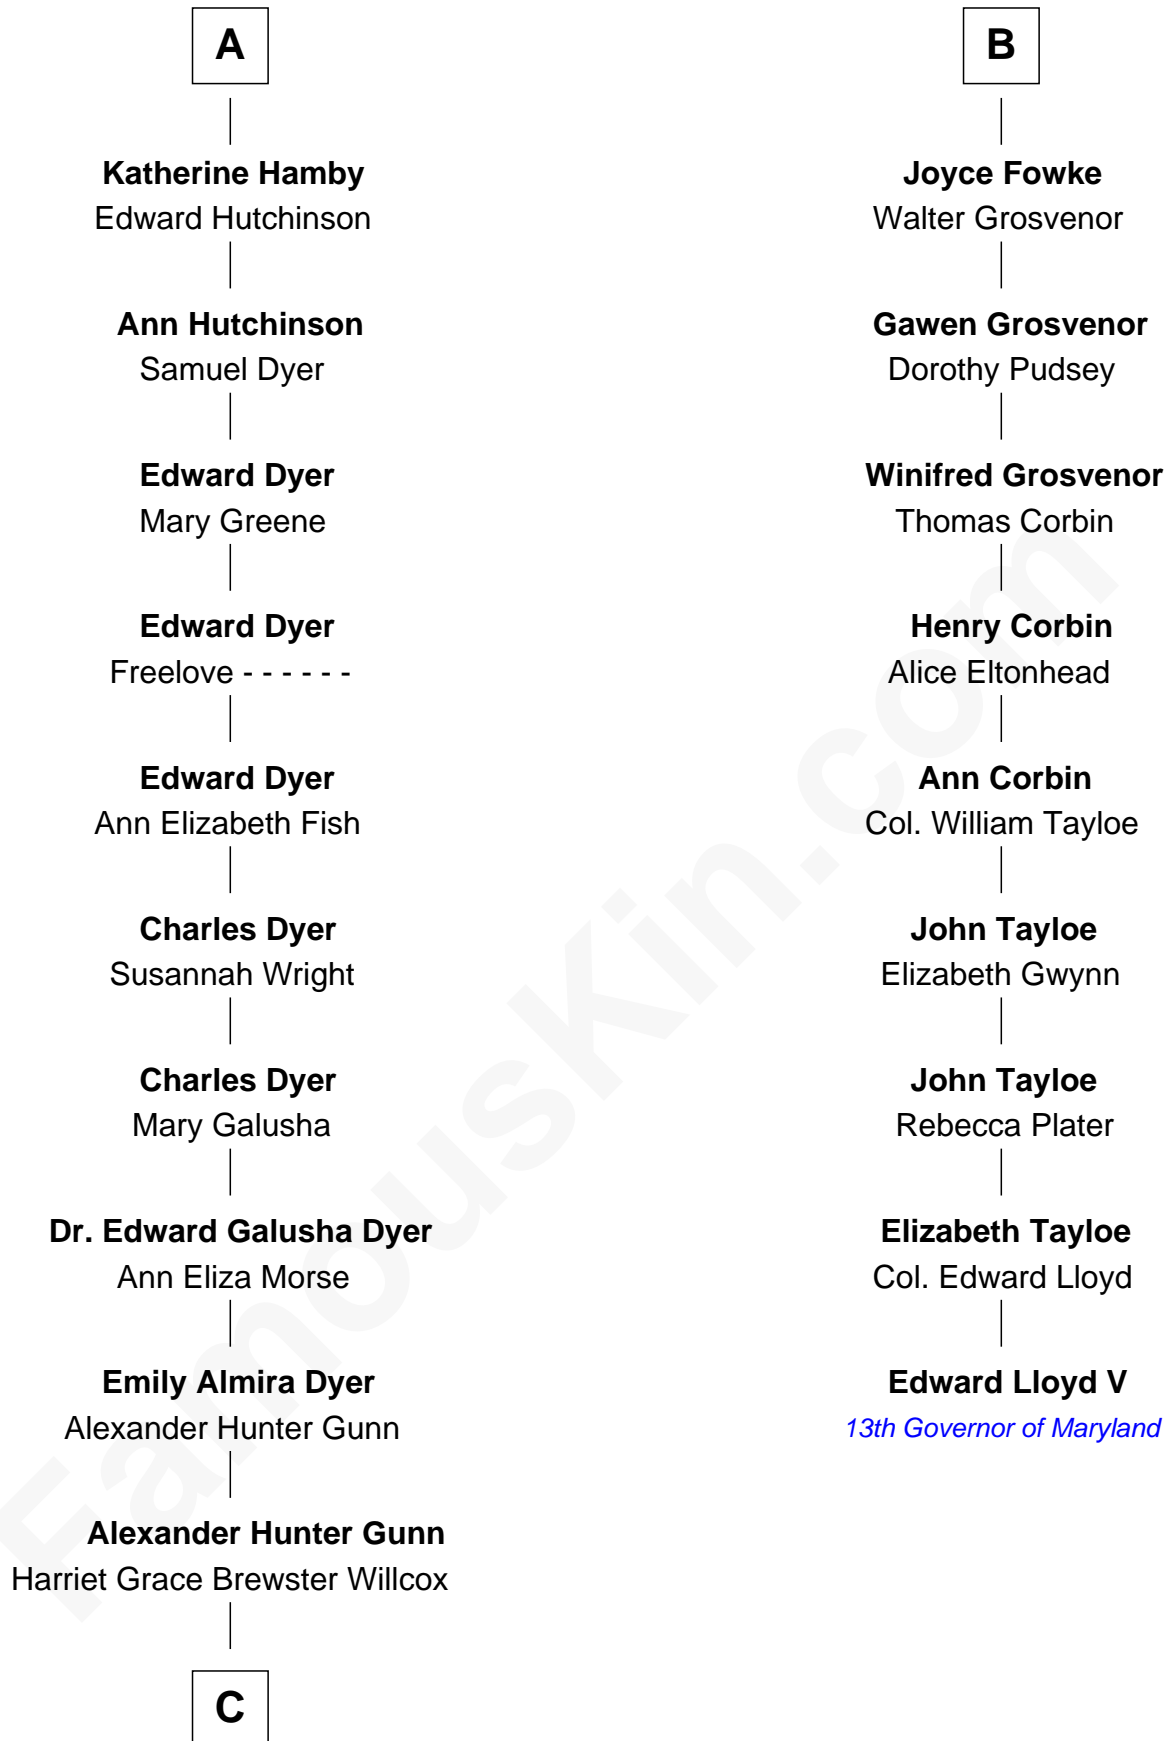 A
Katherine Hamby
Edward Hutchinson
Ann Hutchinson
Samuel Dyer
Edward Dyer
Mary Greene
Edward Dyer
Freelove - - - - - -
Edward Dyer
Ann Elizabeth Fish
Charles Dyer
Susannah Wright
Charles Dyer
Mary Galusha
Dr. Edward Galusha Dyer
Ann Eliza Morse
Emily Almira Dyer
Alexander Hunter Gunn
Alexander Hunter Gunn
Harriet Grace Brewster Willcox
C
B
Joyce Fowke
Walter Grosvenor
Gawen Grosvenor
Dorothy Pudsey
Winifred Grosvenor
Thomas Corbin
Henry Corbin
Alice Eltonhead
Ann Corbin
Col. William Tayloe
John Tayloe
Elizabeth Gwynn
John Tayloe
Rebecca Plater
Elizabeth Tayloe
Col. Edward Lloyd
Edward Lloyd V
13th Governor of Maryland
FamousKin.com